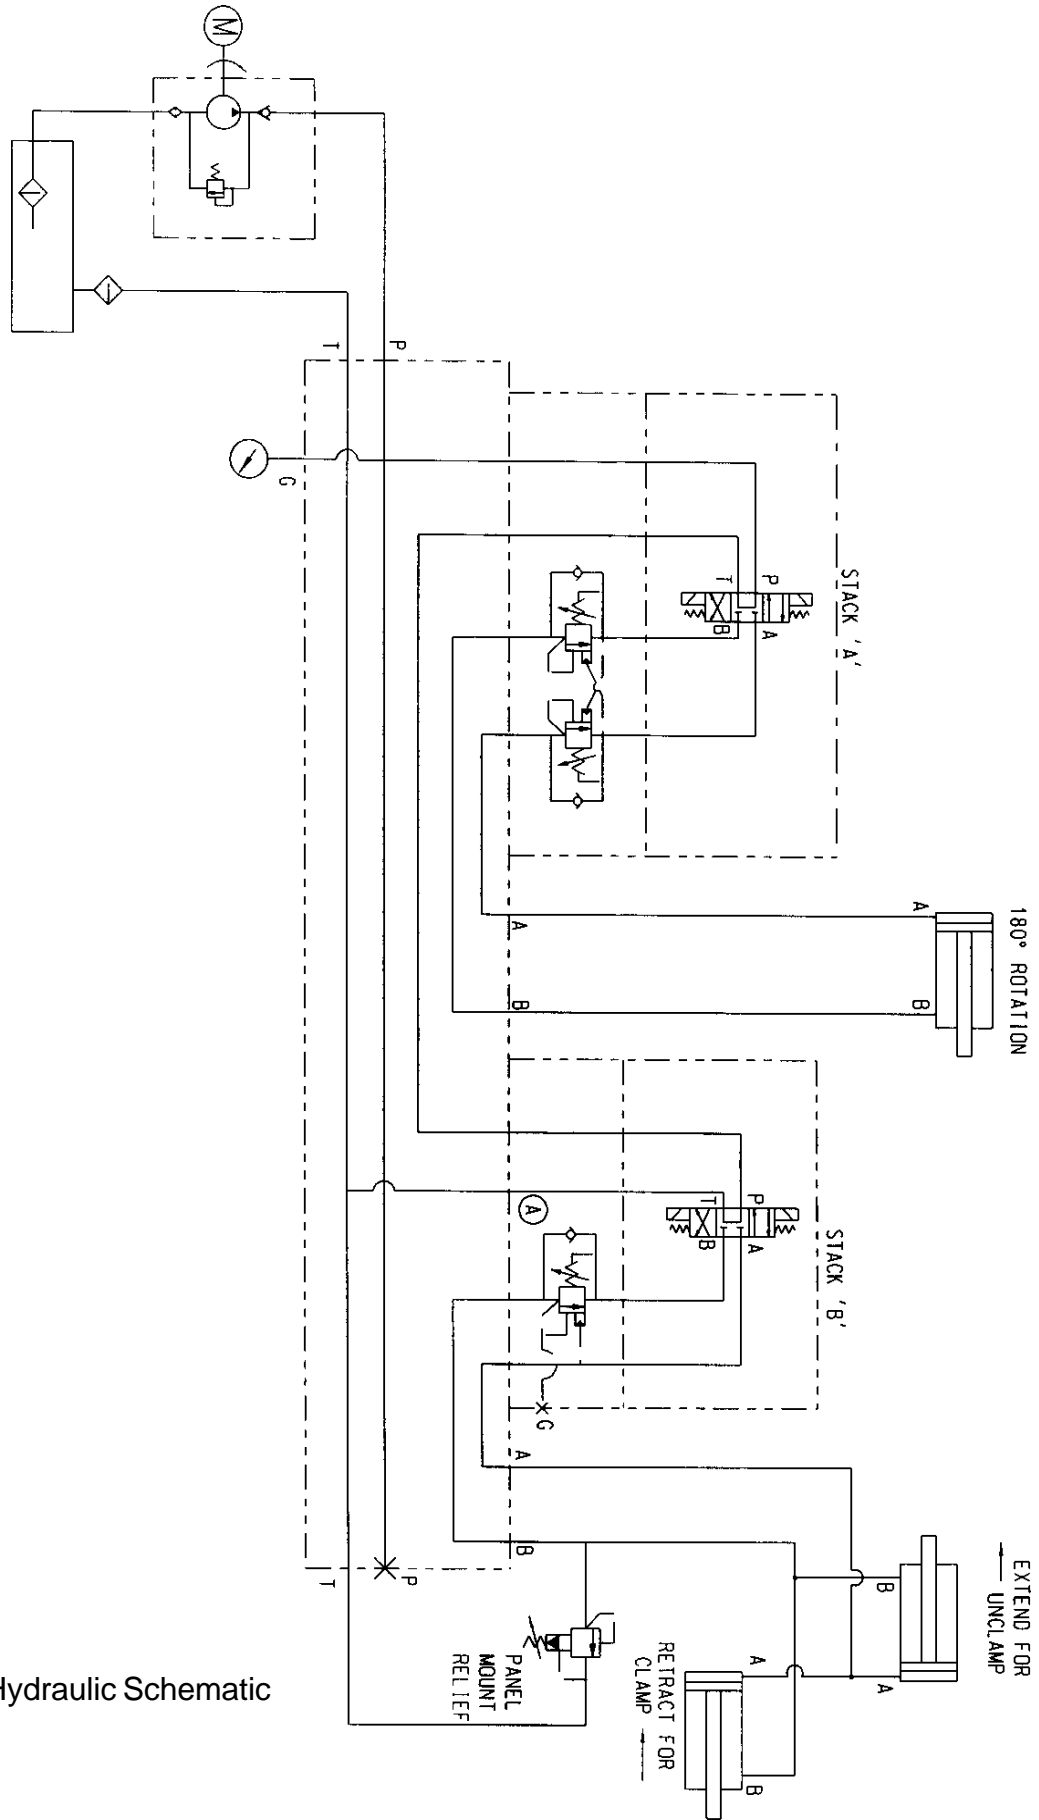 M
P
T
G
STACK 'A'
P
T
A
B
180° ROTATION
A
B
A
B
STACK 'B'
P
T
A
B
A
G
A
B
P
T
EXTEND FOR
UNCLAMP
B
A
RETRACT FOR
CLAMP
A
B
PANEL
MOUNT
RELIEF
Hydraulic Schematic